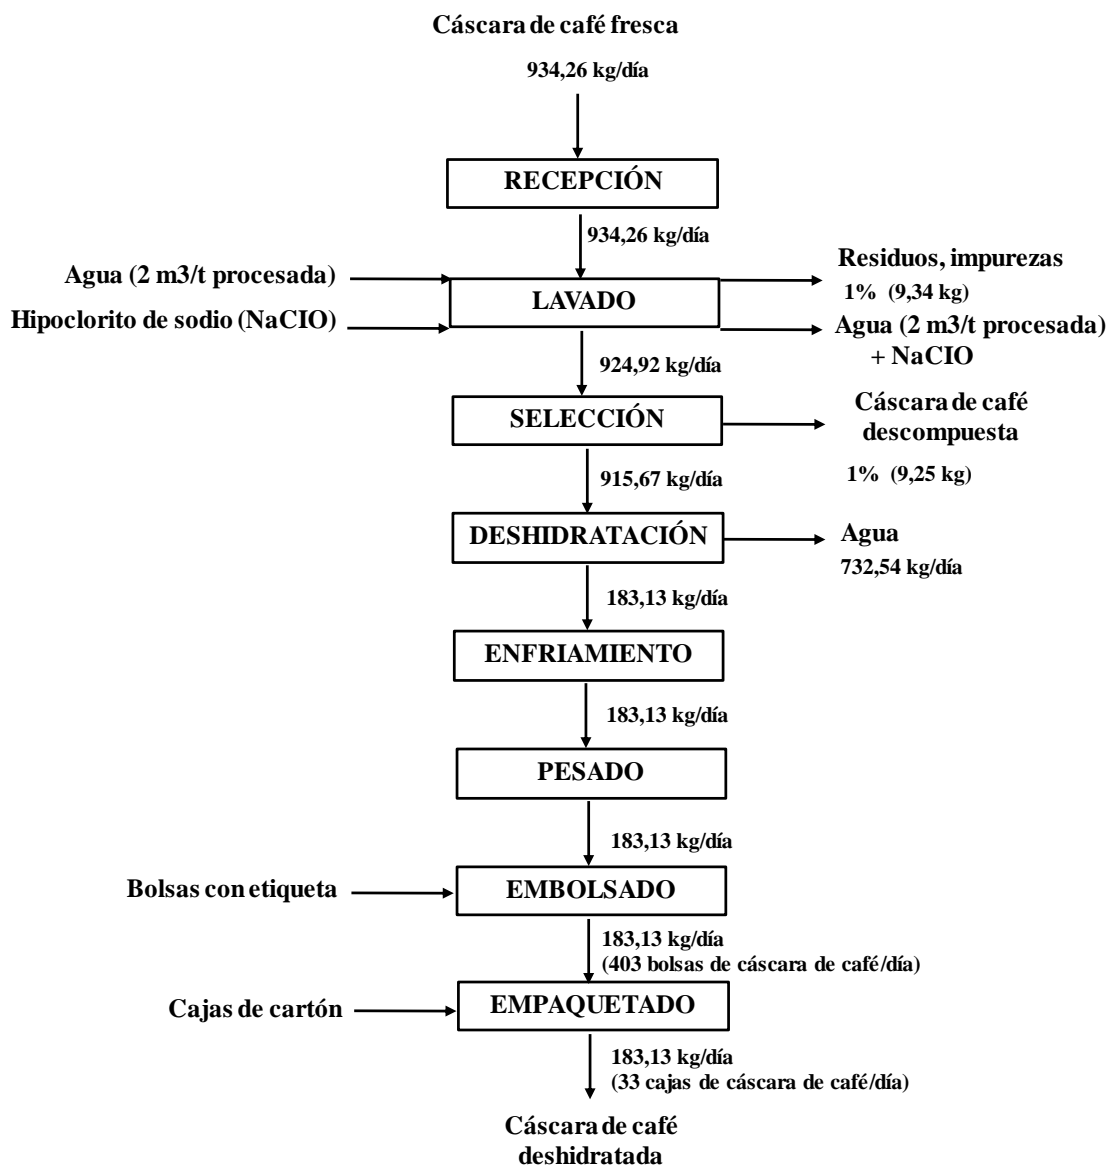 Cáscara de café fresca
934,26 kg/día
RECEPCIÓN
934,26 kg/día
Agua (2 m3/t procesada)
Hipoclorito de sodio (NaCIO)
LAVADO
Residuos, impurezas
1% (9,34 kg)
Agua (2 m3/t procesada)
+ NaCIO
924,92 kg/día
SELECCIÓN
Cáscara de café
descompuesta
1% (9,25 kg)
915,67 kg/día
DESHIDRATACIÓN
Agua
732,54 kg/día
183,13 kg/día
ENFRIAMIENTO
183,13 kg/día
PESADO
183,13 kg/día
Bolsas con etiqueta
EMBOLSADO
183,13 kg/día
(403 bolsas de cáscara de café/día)
Cajas de cartón
EMPAQUETADO
183,13 kg/día
(33 cajas de cáscara de café/día)
Cáscara de café
deshidratada